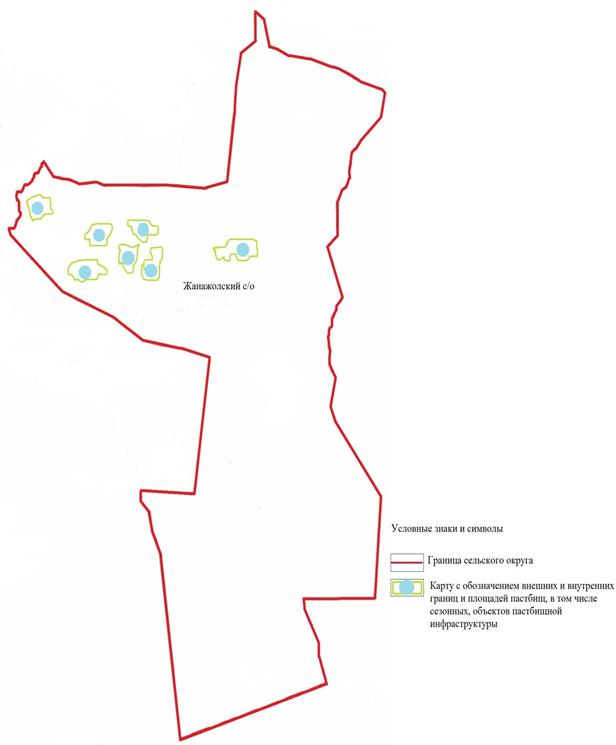 Жанажолский с/о
Условные знаки и символы
Граница сельского округа
Карту с обозначением внешних и внутренних
границ и площадей пастбищ, в том числе
сезонных, объектов пастбищной
инфраструктуры